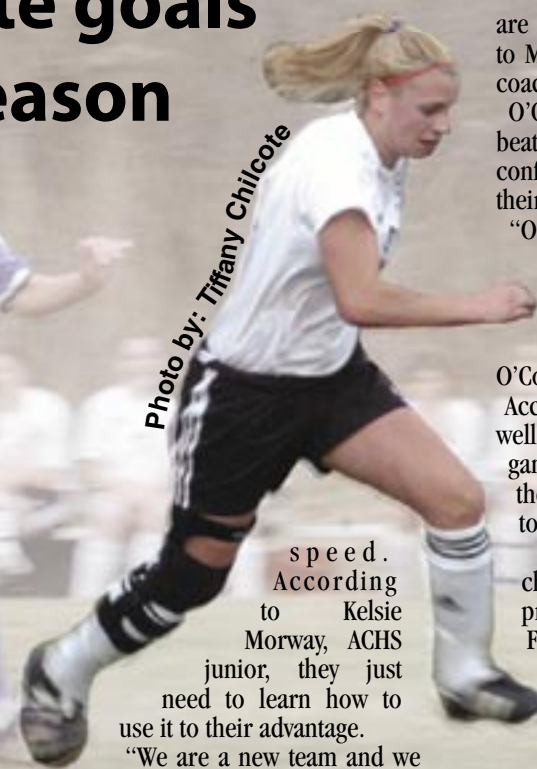 te goals
eason
Photo by: Tiffany Chilcote
speed.
According
to Kelsie
Morway, ACHS
junior, they just
need to learn how to
use it to their advantage.
“We are a new team and we
are
to M
coac
O’C
beat
conf
their
“O
O’Co
Acc
well
gan
the
to
cl
pr
F